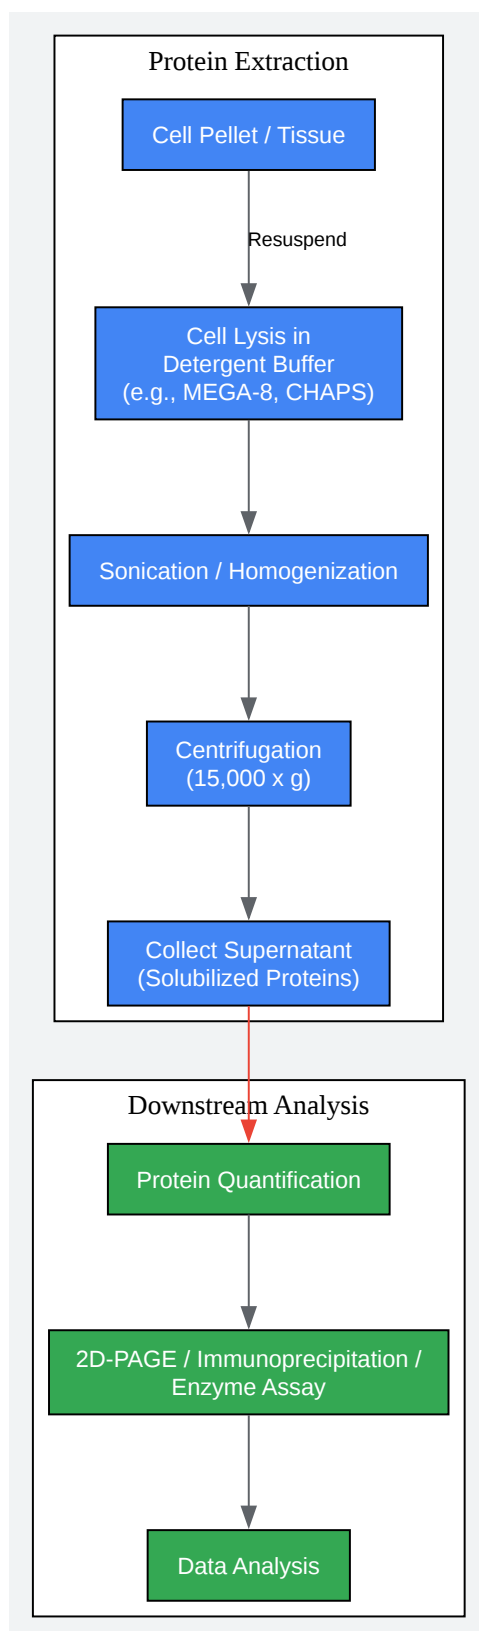 Protein Extraction
Cell Pellet / Tissue
Resuspend
Cell Lysis in
Detergent Buffer
(e.g., MEGA-8, CHAPS)
Sonication / Homogenization
Centrifugation
(15,000 x g)
Collect Supernatant
(Solubilized Proteins)
Downstream Analysis
Protein Quantification
2D-PAGE / Immunoprecipitation /
Enzyme Assay
Data Analysis